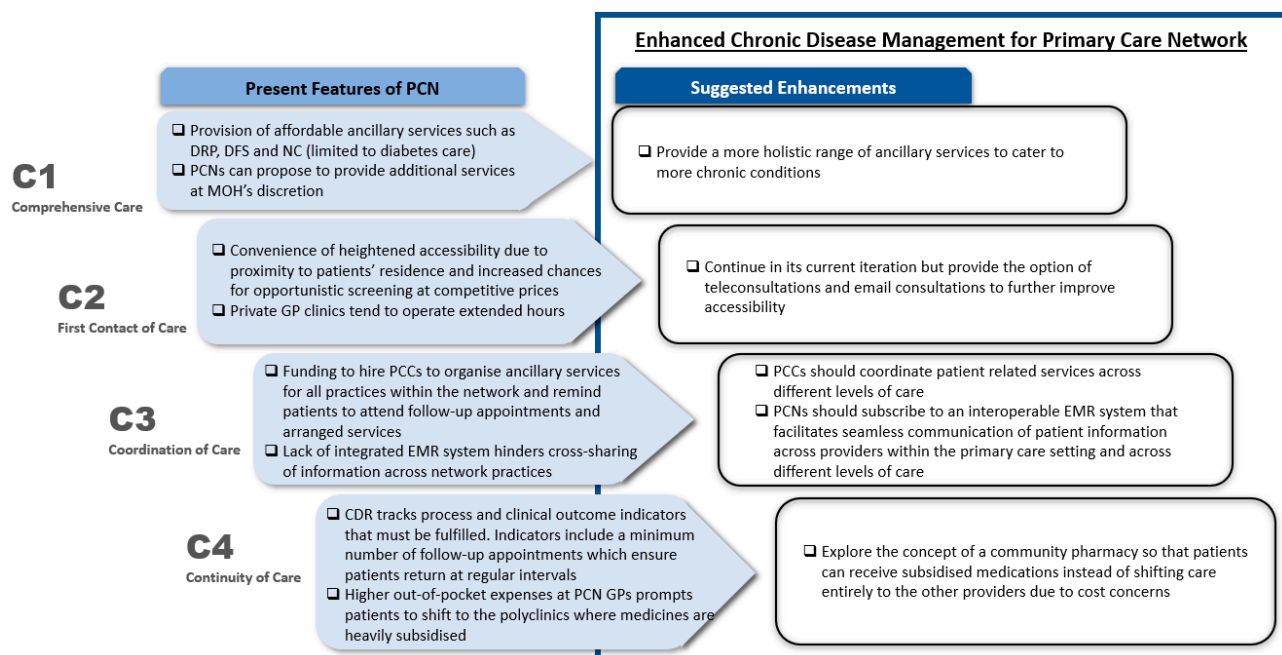 Enhanced Chronic Disease Management for Primary Care Network
Present Features of PCN
Suggested Enhancements
C1
Comprehensive Care
❑ Provision of affordable ancillary services such as
DRP, DFS and NC (limited to diabetes care)
❑ PCNs can propose to provide additional services
at MOH's discretion
❑ Provide a more holistic range of ancillary services to cater to
more chronic conditions
C2
First Contact of Care
❑ Convenience of heightened accessibility due to
proximity to patients' residence and increased chances
for opportunistic screening at competitive prices
❑ Private GP clinics tend to operate extended hours
❑ Continue in its current iteration but provide the option of
teleconsultations and email consultations to further improve
accessibility
C3
Coordination of Care
❑ Funding to hire PCCs to organise ancillary services
for all practices within the network and remind
patients to attend follow-up appointments and
arranged services
❑ Lack of integrated EMR system hinders cross-sharing
of information across network practices
❑ PCCs should coordinate patient related services across
different levels of care
❑ PCNs should subscribe to an interoperable EMR system that
facilitates seamless communication of patient information
across providers within the primary care setting and across
different levels of care
C4
Continuity of Care
❑ CDR tracks process and clinical outcome indicators
that must be fulfilled. Indicators include a minimum
number of follow-up appointments which ensure
patients return at regular intervals
❑ Higher out-of-pocket expenses at PCN GPs prompts
patients to shift to the polyclinics where medicines are
heavily subsidised
❑ Explore the concept of a community pharmacy so that patients
can receive subsidised medications instead of shifting care
entirely to the other providers due to cost concerns